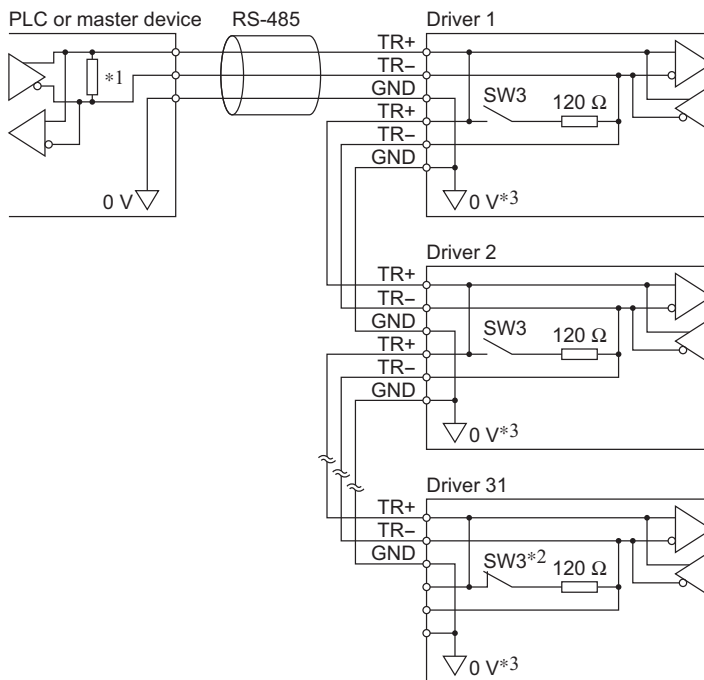 PLC or master device
RS-485
Driver 1
*1
0 V
TR+
TR−
GND
TR+
TR−
GND
SW3
120 Ω
0 V*3
Driver 2
TR+
TR−
GND
TR+
TR−
GND
SW3
120 Ω
0 V*3
Driver 31
TR+
TR−
GND
SW3*2
120 Ω
0 V*3